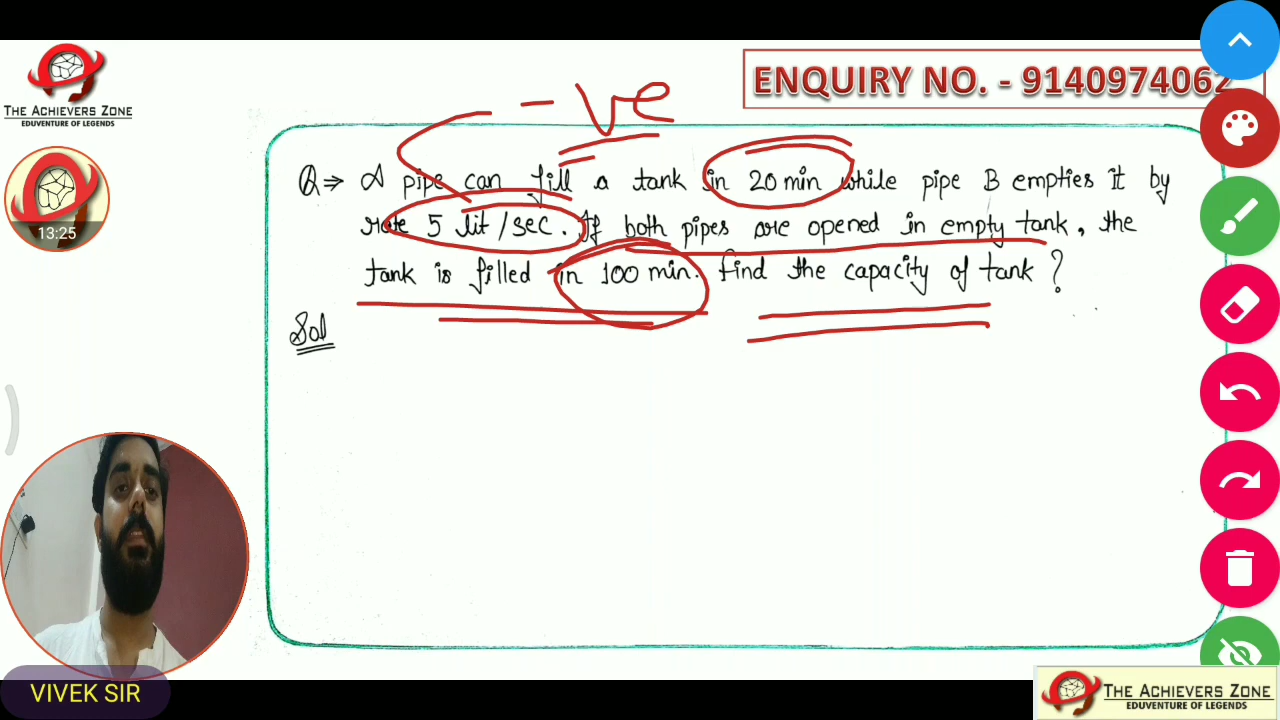 THE ACHIEVERS ZONE
EDUVENTURE OF LEGENDS
ENQUIRY NO. - 9140974062
- ve
13:25
Q⇒ A pipe can fill a tank in 20 min while pipe B empties it by
rate 5 lit/sec. If both pipes are opened in empty tank, the
tank is filled in 100 min. Find the capacity of tank?
Sol
VIVEK SIR
THE ACHIEVERS ZONE
EDUVENTURE OF LEGENDS